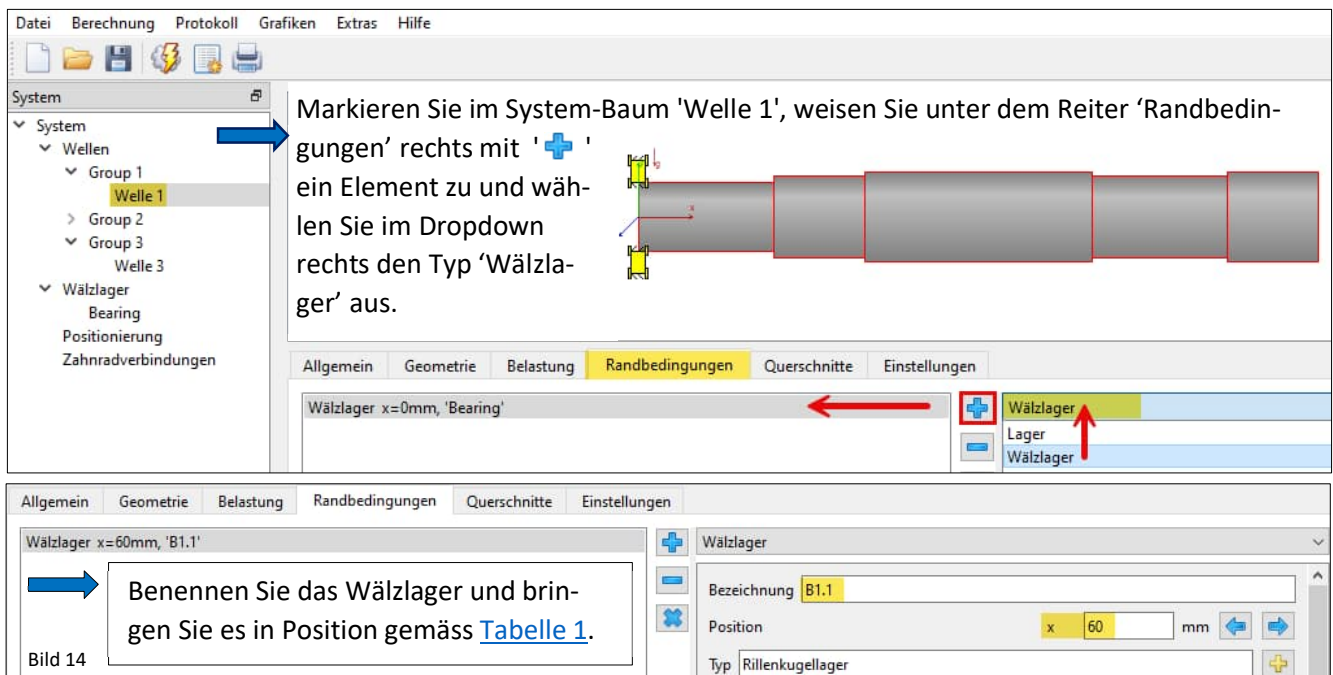 Datei Berechnung Protokoll Grafiken Extras Hilfe
System
System
Wellen
Group 1
Welle 1
Group 2
Group 3
Welle 3
Wälzlager
Bearing
Positionierung
Zahnradverbindungen
Markieren Sie im System-Baum 'Welle 1', weisen Sie unter dem Reiter ‘Randbedin-
gungen’ rechts mit ' '
ein Element zu und wäh-
len Sie im Dropdown
rechts den Typ ‘Wälzla-
ger’ aus.
x
Allgemein Geometrie Belastung Randbedingungen Querschnitte Einstellungen
Wälzlager x=0mm, 'Bearing'
Wälzlager
Lager
Wälzlager
Allgemein Geometrie Belastung Randbedingungen Querschnitte Einstellungen
Wälzlager x=60mm, 'B1.1'
Wälzlager
Benennen Sie das Wälzlager und brin-
gen Sie es in Position gemäss Tabelle 1.
Bild 14
Bezeichnung B1.1
Position x 60 mm
Typ Rillenkugellager